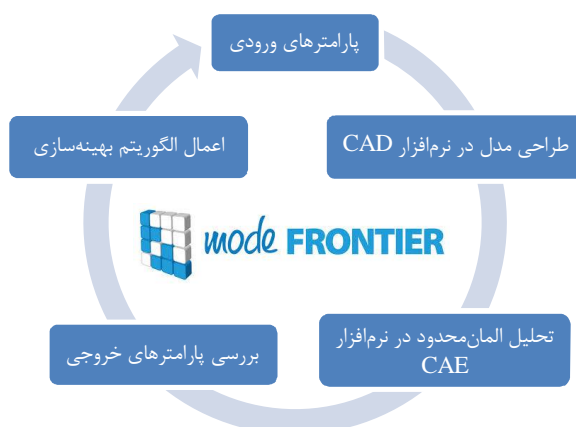 پارامترهای ورودی
طراحی مدل در نرم‌افزار CAD
تحلیل المان‌محدود در نرم‌افزار
CAE
بررسی پارامترهای خروجی
اعمال الگوریتم بهینه‌سازی
mode FRONTIER